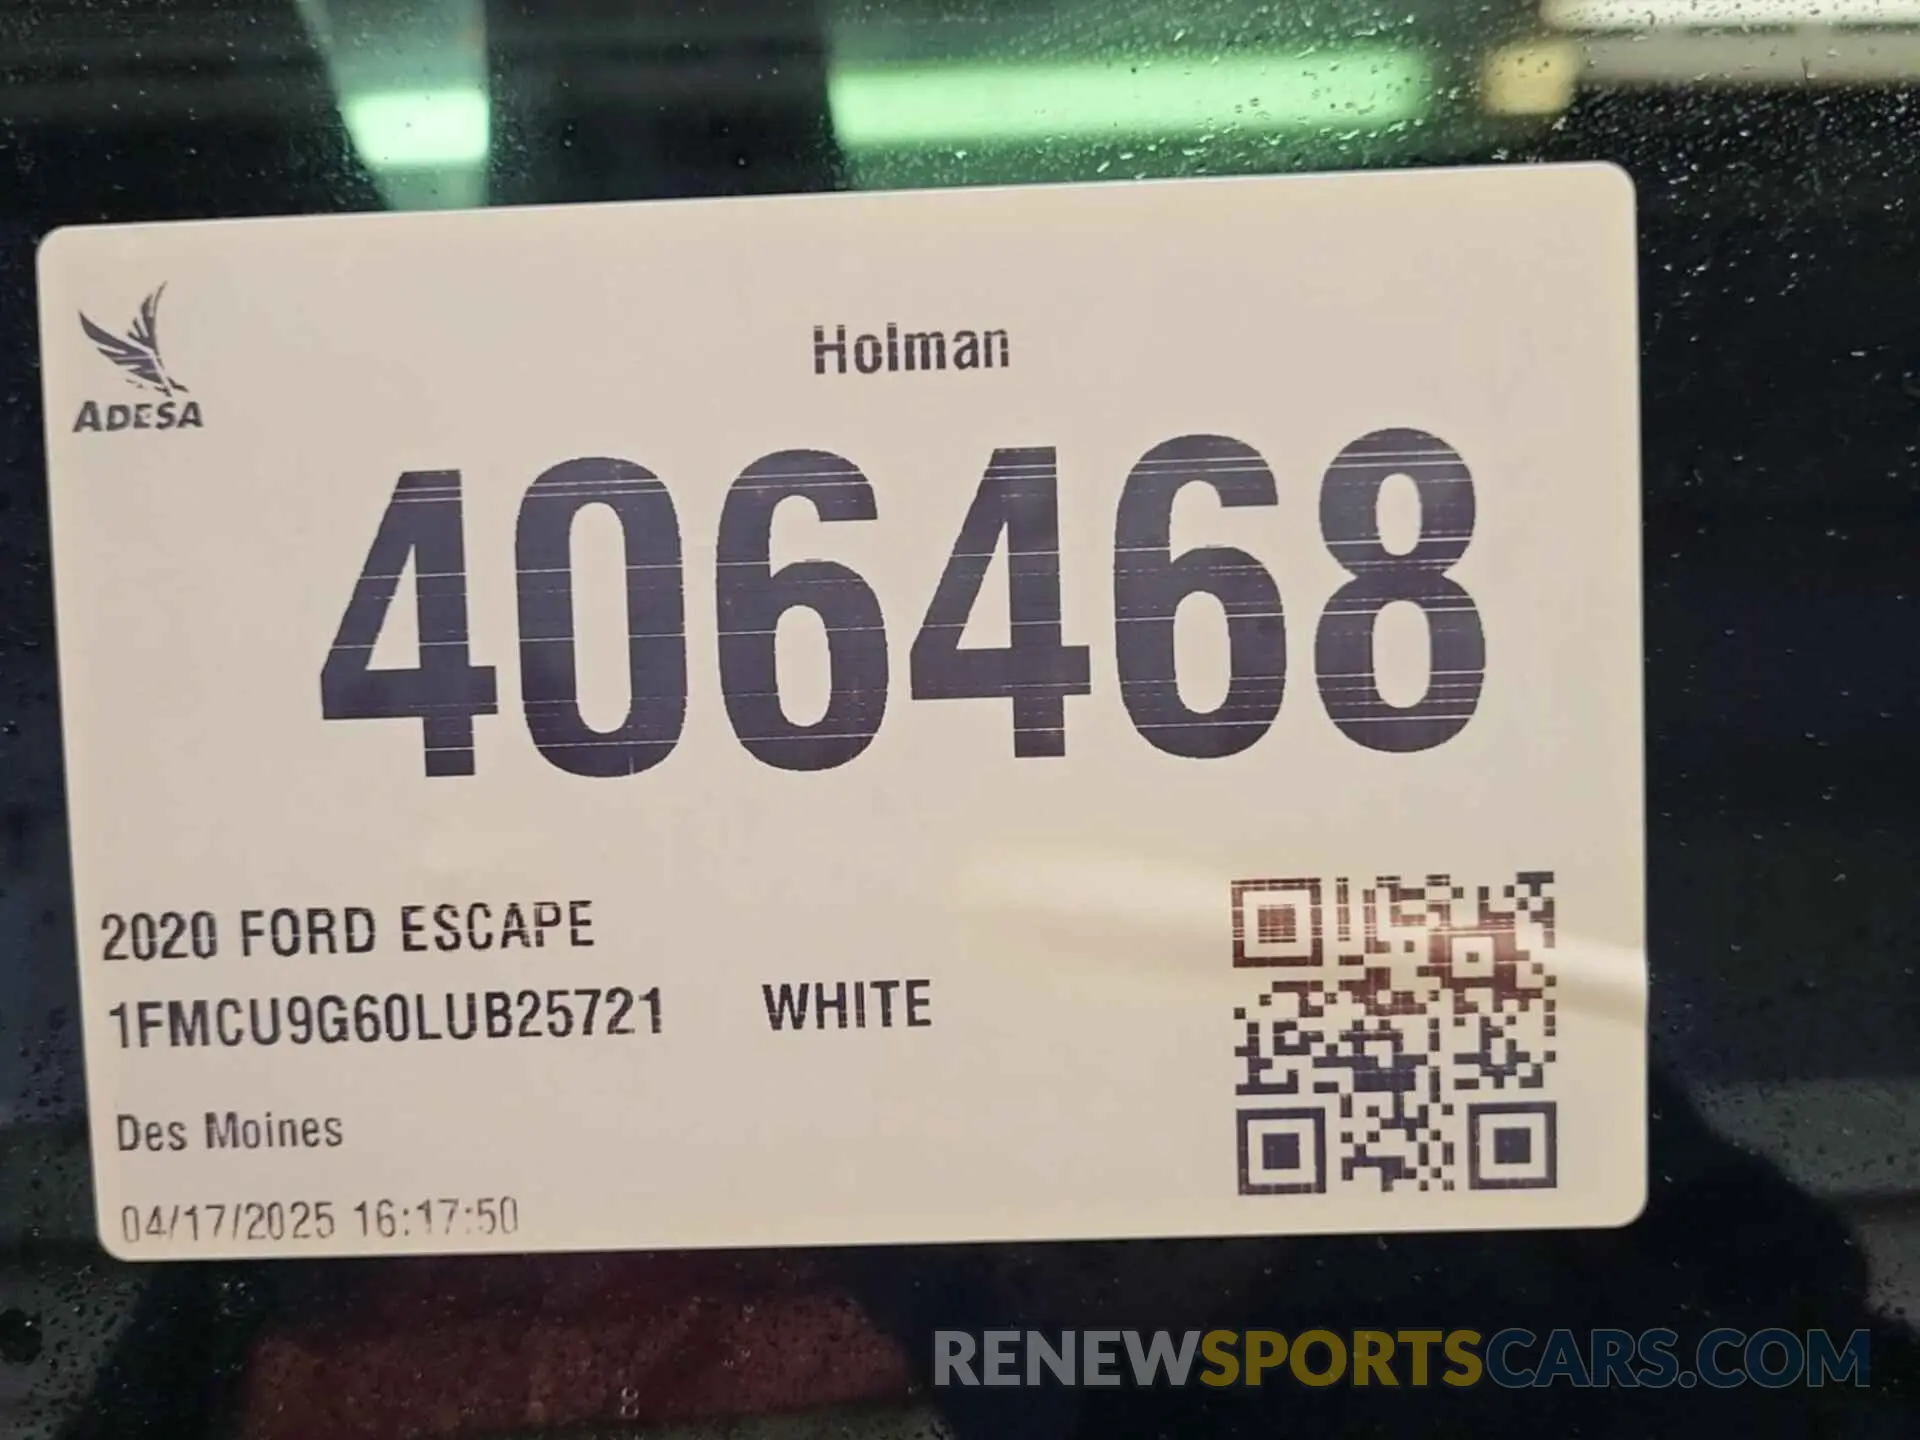 Holman
ADESA
406468
2020 FORD ESCAPE
1FMCU9G60LUB25721 WHITE
Des Moines
04/17/2025 16:17:50
RENEWSPORTSCARS.COM